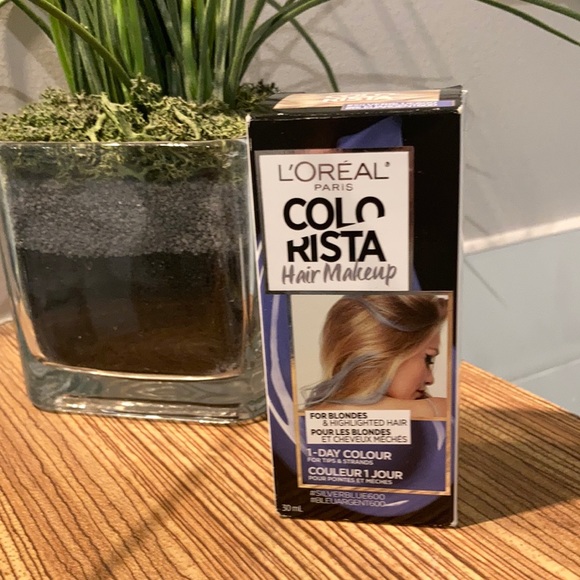 L'ORÉAL
PARIS
COLO
RISTA
Hair Makeup
FOR BLONDES
& HIGHLIGHTED HAIR
POUR LES BLONDES
ET CHEVEUX MÉCHÉS
1-DAY COLOUR
FOR TIPS & STRANDS
COULEUR 1 JOUR
POUR POINTES ET MÈCHES
#SILVERBLUE600
#BLEUARGENT600
30 mL